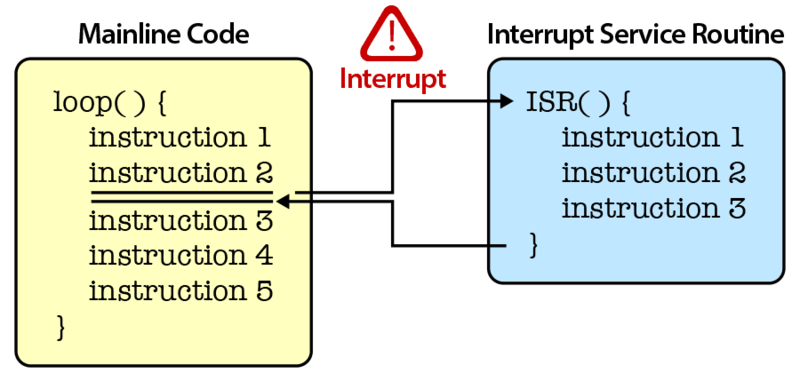 Mainline Code
loop( ) {
instruction 1
instruction 2
instruction 3
instruction 4
instruction 5
}
!
Interrupt
Interrupt Service Routine
ISR( ) {
instruction 1
instruction 2
instruction 3
}